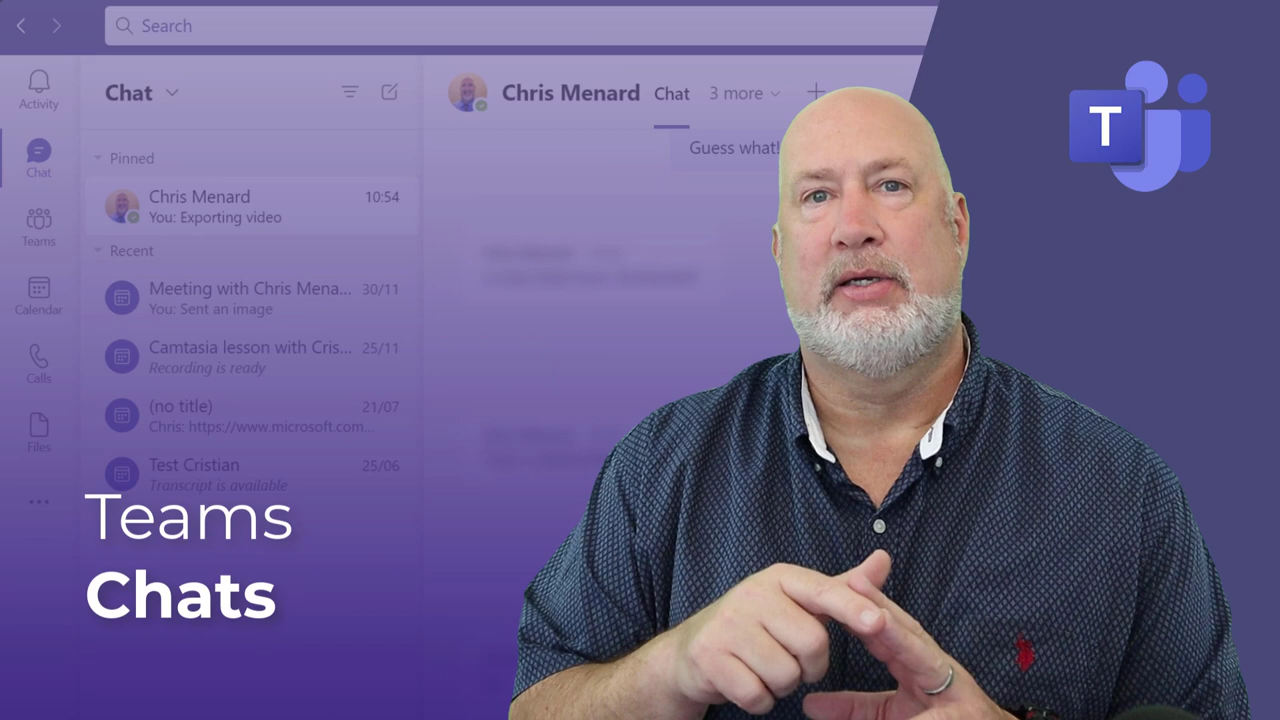 Search
Activity
Chat
Teams
Calendar
Calls
Files
Chat
Pinned
Chris Menard 10:54
You: Exporting video
Recent
Meeting with Chris Mena... 30/11
You: Sent an image
Camtasia lesson with Cris... 25/11
Recording is ready
(no title) 21/07
Chris: https://www.microsoft.com...
Test Cristian 25/06
Transcript is available
Chris Menard Chat 3 more
Guess what!
T
Teams
Chats